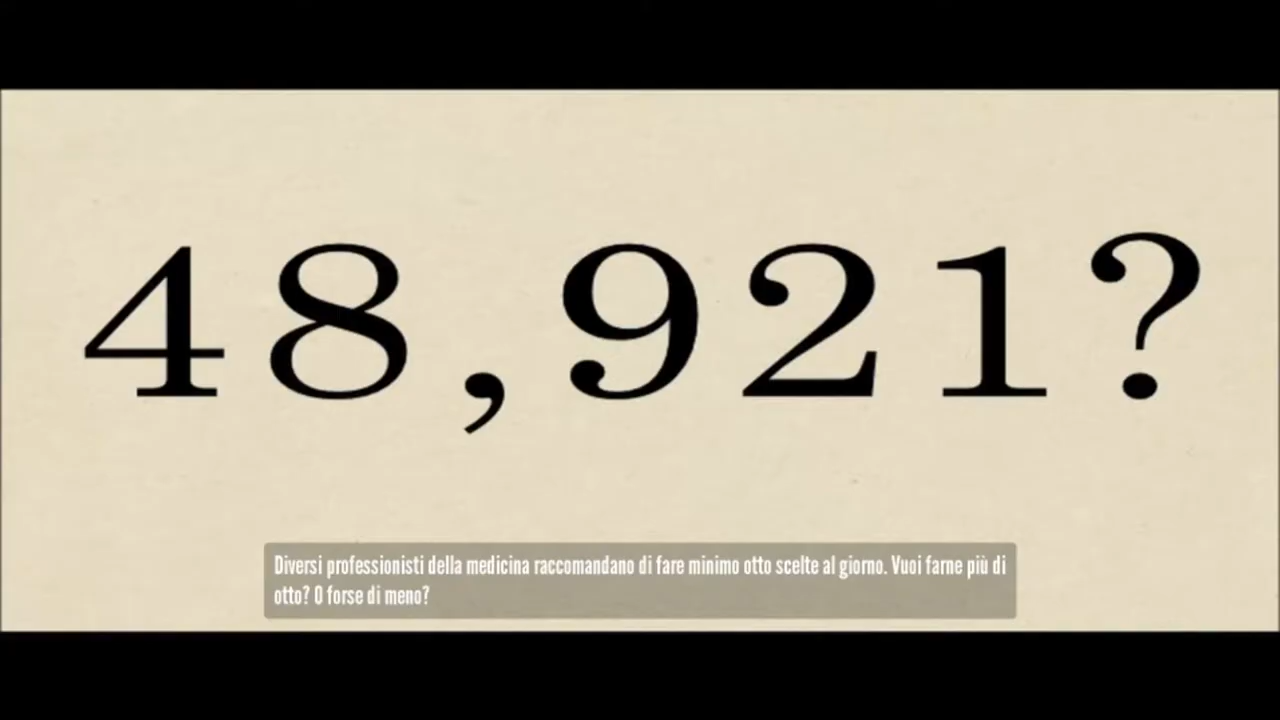 48,921?
Diversi professionisti della medicina raccomandano di fare minimo otto scelte al giorno. Vuoi farne più di
otto? O forse di meno?